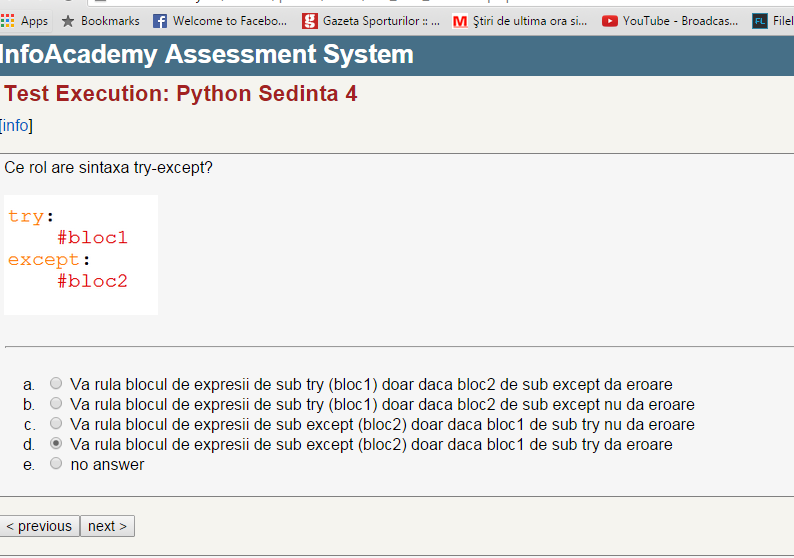 Apps Bookmarks Welcome to Facebo... Gazeta Sporturilor :: ... Ştiri de ultima ora si... YouTube - Broadcas... FL Filel
InfoAcademy Assessment System
Test Execution: Python Sedinta 4
[info]
Ce rol are sintaxa try-except?
try:
#bloc1
except:
#bloc2
a. Va rula blocul de expresii de sub try (bloc1) doar daca bloc2 de sub except da eroare
b. Va rula blocul de expresii de sub try (bloc1) doar daca bloc2 de sub except nu da eroare
c. Va rula blocul de expresii de sub except (bloc2) doar daca bloc1 de sub try nu da eroare
d. Va rula blocul de expresii de sub except (bloc2) doar daca bloc1 de sub try da eroare
e. no answer
< previous next >